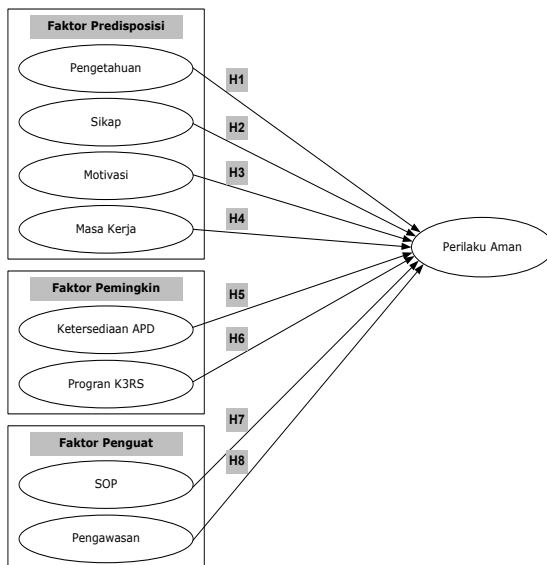 Faktor Predisposisi
Pengetahuan
H1
Sikap
H2
Motivasi
H3
Masa Kerja
H4
Perilaku Aman
Faktor Pemingkin
Ketersediaan APD
H5
Progran K3RS
H6
Faktor Penguat
H7
SOP
H8
Pengawasan